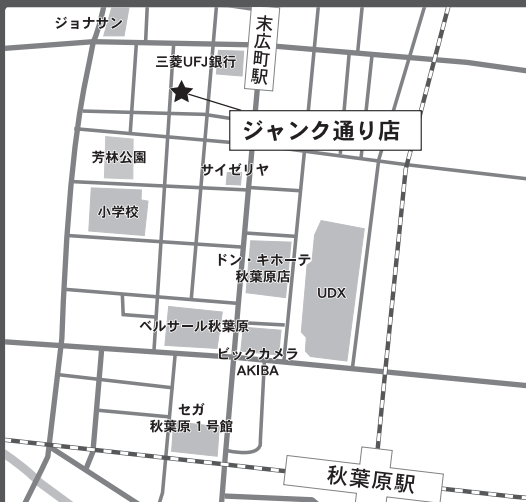 ジョナサン
末広町駅
三菱UFJ銀行
ジャンク通り店
芳林公園
サイゼリヤ
小学校
ドン・キホーテ
秋葉原店
UDX
ベルサール秋葉原
ビックカメラ
AKIBA
セガ
秋葉原１号館
秋葉原駅